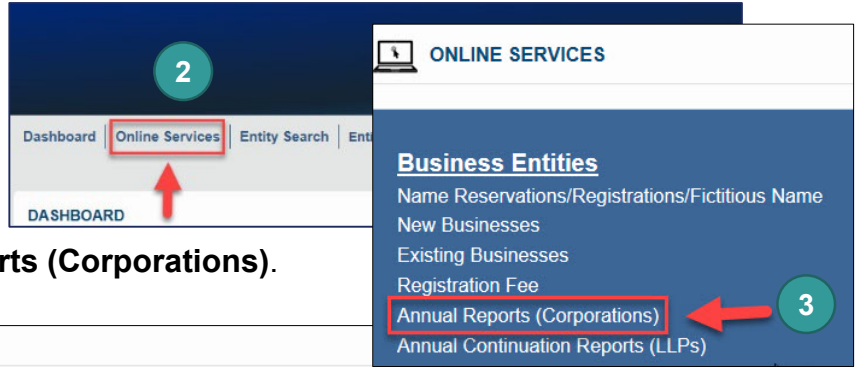 2
Dashboard | Online Services | Entity Search | Enti
DASHBOARD
rts (Corporations).
ONLINE SERVICES
Business Entities
Name Reservations/Registrations/Fictitious Name
New Businesses
Existing Businesses
Registration Fee
Annual Reports (Corporations)
3
Annual Continuation Reports (LLPs)